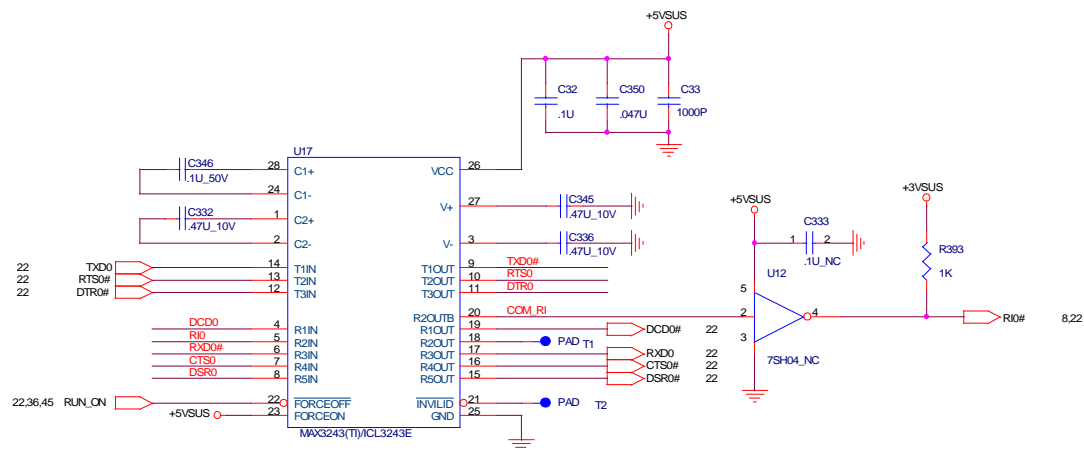 +5VSUS
C32
.1U
C350
.047U
C33
1000P
U17
C346
.1U_50V
28
C1+
24
C1-
C332
.47U_10V
1
C2+
2
C2-
VCC
26
V+
27
C345
.47U_10V
V-
3
C336
.47U_10V
22 TXD0 14 T1IN
22 RTS0# 13 T2IN
22 DTR0# 12 T3IN
T1OUT 9 TXD0#
T2OUT 10 RTS0
T3OUT 11 DTR0
R2OUTB 20 COM_RI
DCD0 4 R1IN
RI0 5 R2IN
RXD0# 6 R3IN
CTS0 7 R4IN
DSR0 8 R5IN
R1OUT 19 DCD0# 22
R2OUT 18 PAD T1
R3OUT 17 RXD0 22
R4OUT 16 CTS0# 22
R5OUT 15 DSR0# 22
22,36,45 RUN_ON 22 FORCEOFF
+5VSUS 23 FORCEON
INVILID 21 PAD T2
GND 25
MAX3243(TI)/ICL3243E
+5VSUS
C333
1 2
.1U_NC
U12
5
2
4
3
7SH04_NC
+3VSUS
R393
1K
RI0# 8,22